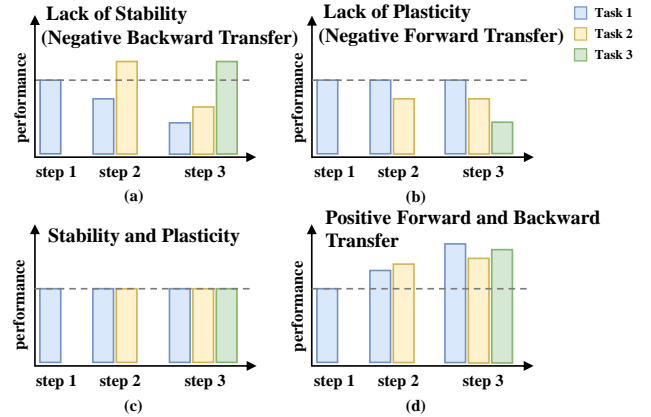 Lack of Stability
(Negative Backward Transfer)
performance
step 1
step 2
step 3
(a)
Lack of Plasticity
(Negative Forward Transfer)
performance
step 1
step 2
step 3
(b)
Task 1
Task 2
Task 3
Stability and Plasticity
performance
step 1
step 2
step 3
(c)
Positive Forward and Backward
Transfer
performance
step 1
step 2
step 3
(d)